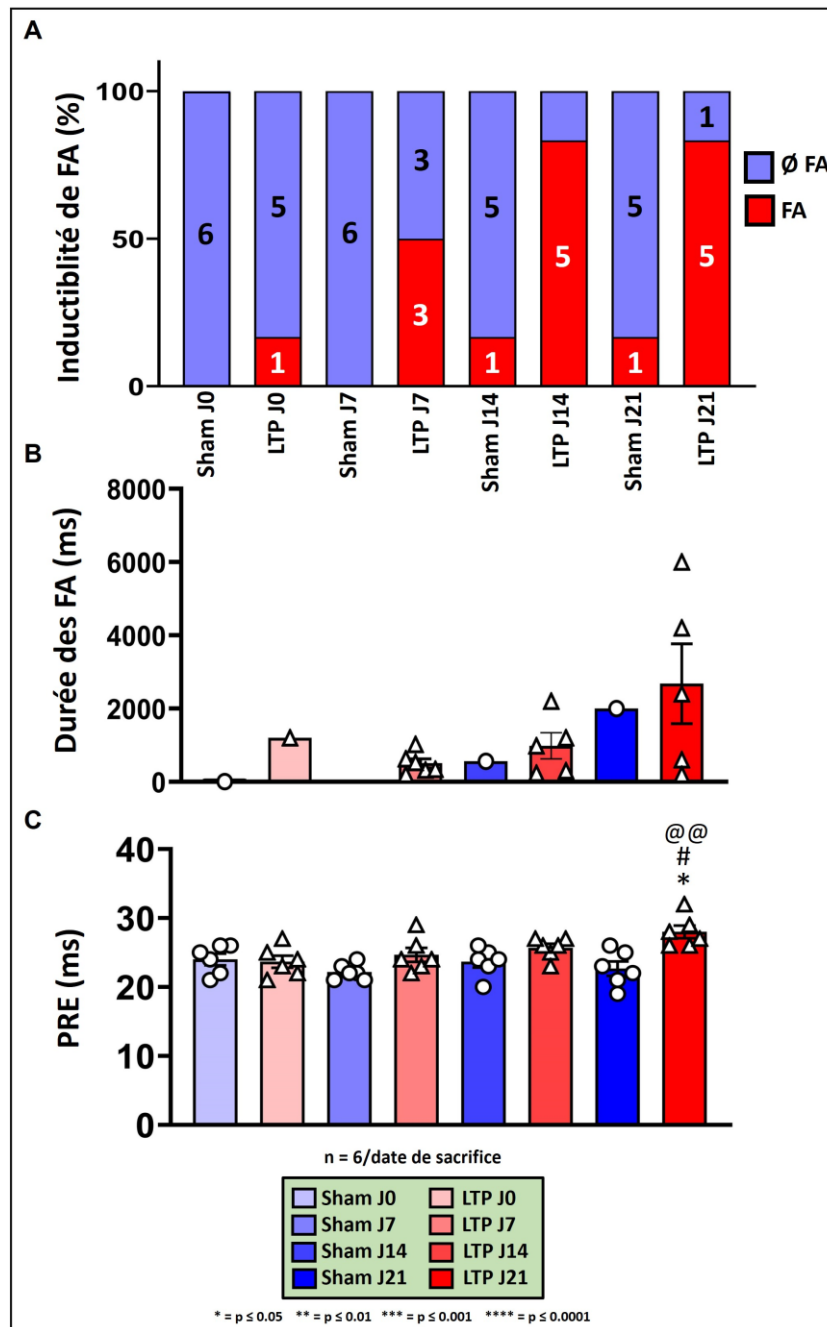 A
Inductiblité de FA (%)
100
50
0
6
5
1
6
3
3
5
1
5
5
1
1
5
Ø FA
FA
Sham J0
LTP J0
Sham J7
LTP J7
Sham J14
LTP J14
Sham J21
LTP J21
B
Durée des FA (ms)
8000
6000
4000
2000
0
C
PRE (ms)
40
30
20
10
0
@@
#
*
n = 6/date de sacrifice
Sham J0 LTP J0
Sham J7 LTP J7
Sham J14 LTP J14
Sham J21 LTP J21
* = p ≤ 0.05 ** = p ≤ 0.01 *** = p ≤ 0.001 **** = p ≤ 0.0001